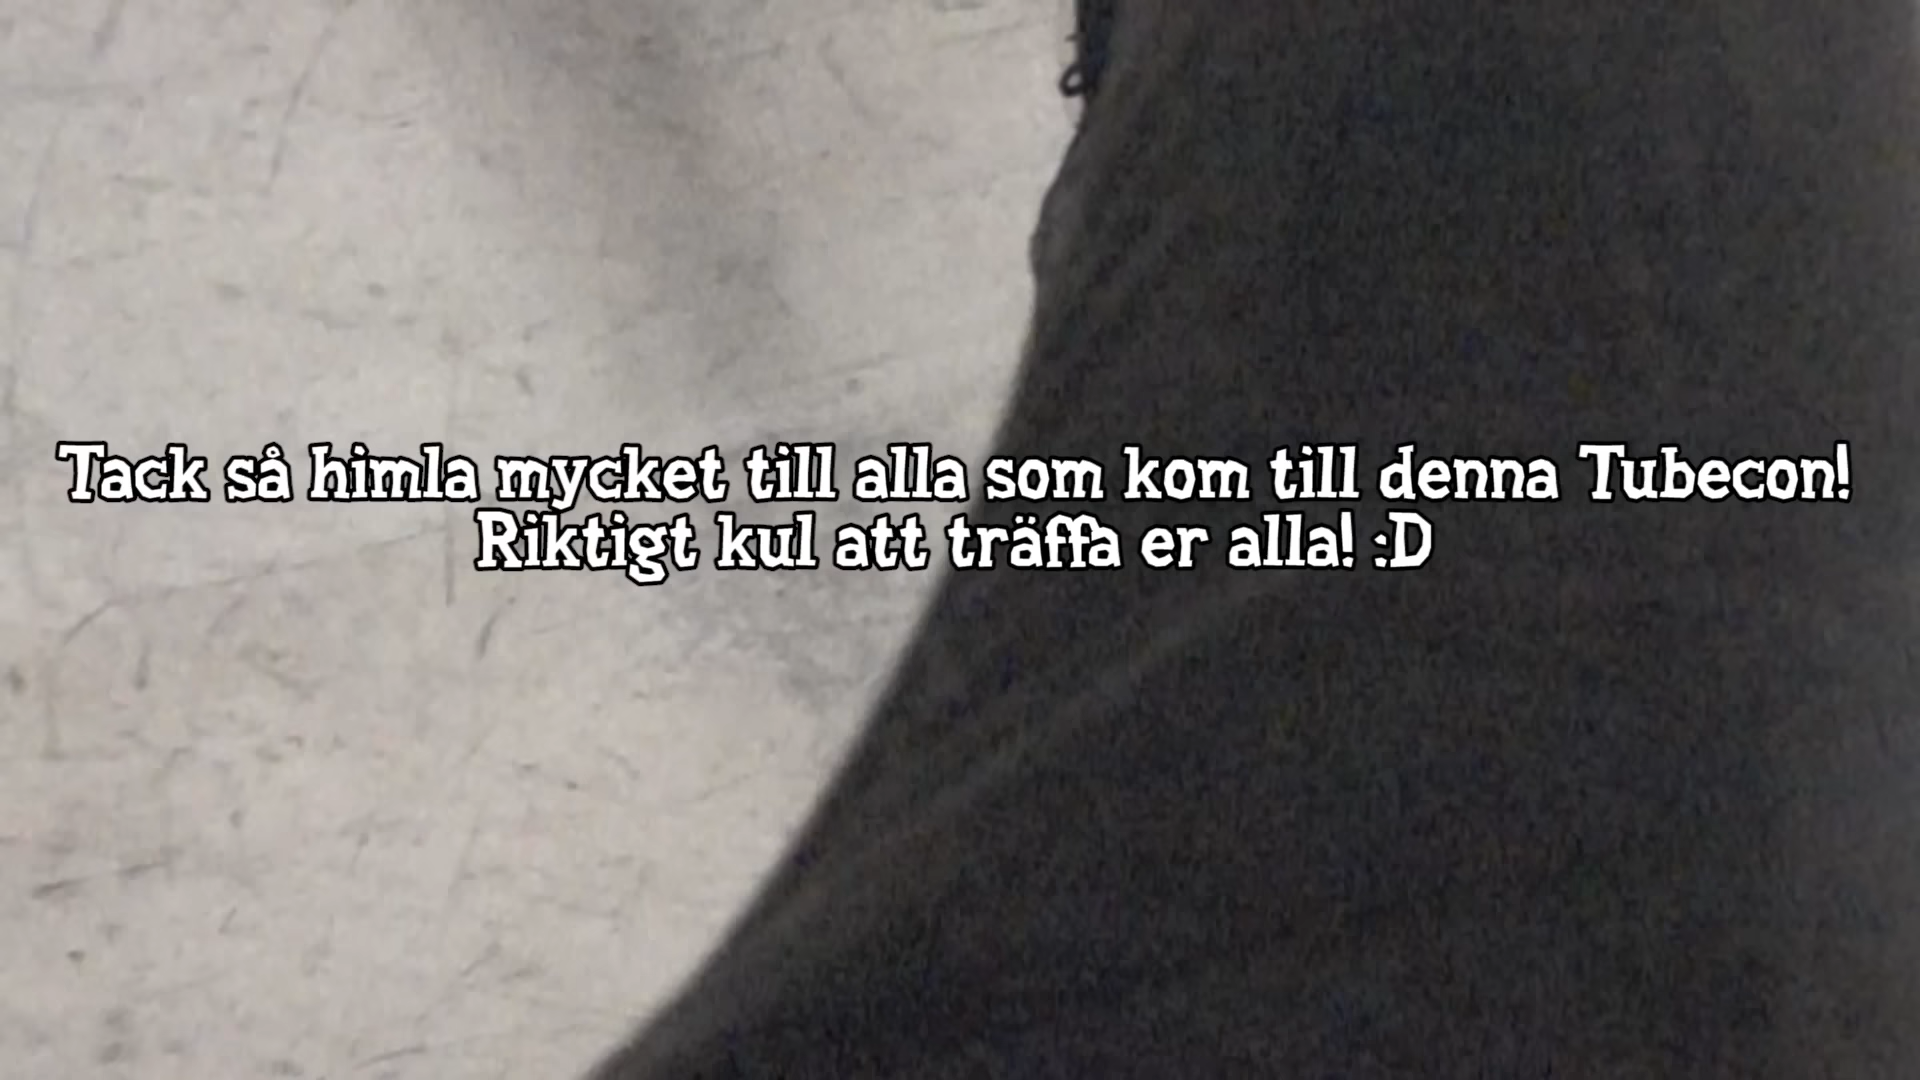 Tack så himla mycket till alla som kom till denna Tubecon!
Riktigt kul att träffa er alla! :D